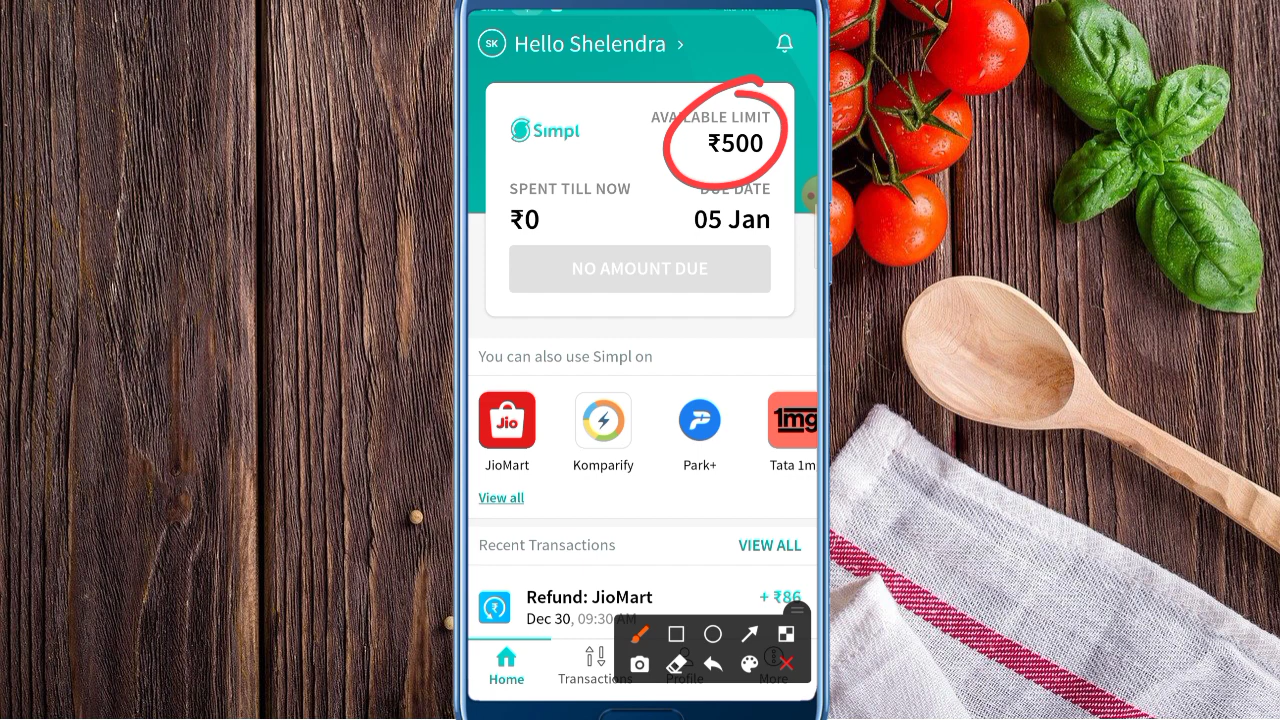 SK Hello Shelendra >
Simpl
AVAILABLE LIMIT
₹500
SPENT TILL NOW
DUE DATE
₹0
05 Jan
NO AMOUNT DUE
You can also use Simpl on
Jio
1mg
JioMart
Komparify
Park+
Tata 1m
View all
Recent Transactions
VIEW ALL
Refund: JioMart
+ ₹86
Dec 30, 09:30 AM
Home
Transactions
Profile
More